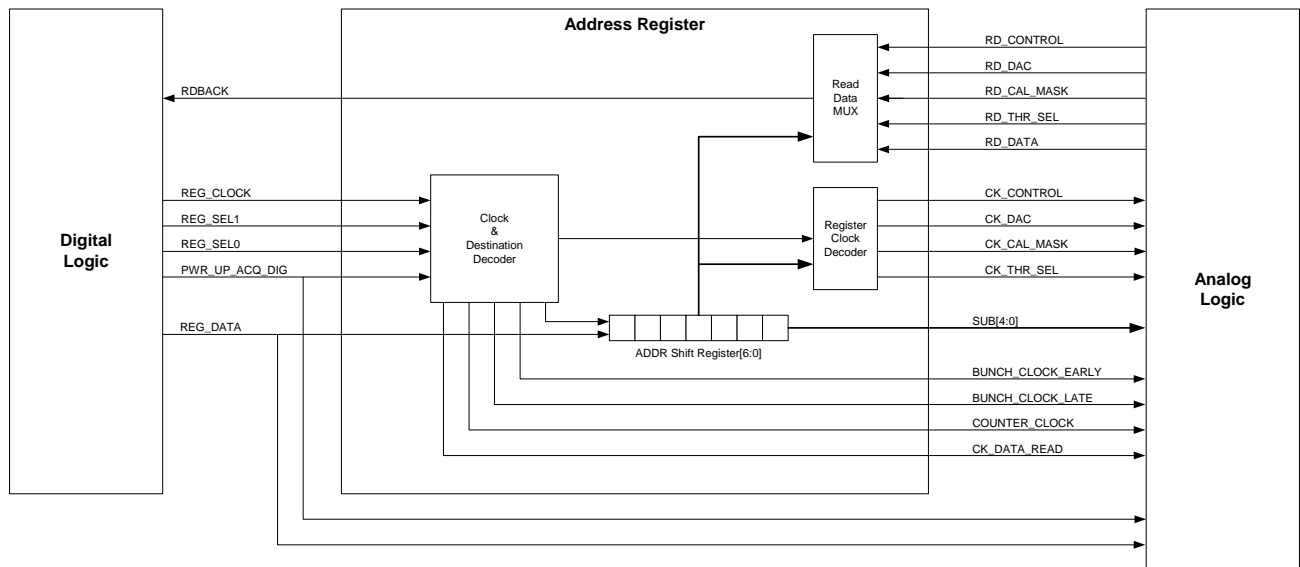 Address Register
RD_CONTROL
RD_DAC
RDBACK
Read
Data
MUX
RD_CAL_MASK
RD_THR_SEL
RD_DATA
REG_CLOCK
CK_CONTROL
REG_SEL1
Clock
&
Destination
Decoder
Register
Clock
Decoder
CK_DAC
Digital
Logic
REG_SEL0
CK_CAL_MASK
PWR_UP_ACQ_DIG
CK_THR_SEL
Analog
Logic
REG_DATA
SUB[4:0]
ADDR Shift Register[6:0]
BUNCH_CLOCK_EARLY
BUNCH_CLOCK_LATE
COUNTER_CLOCK
CK_DATA_READ